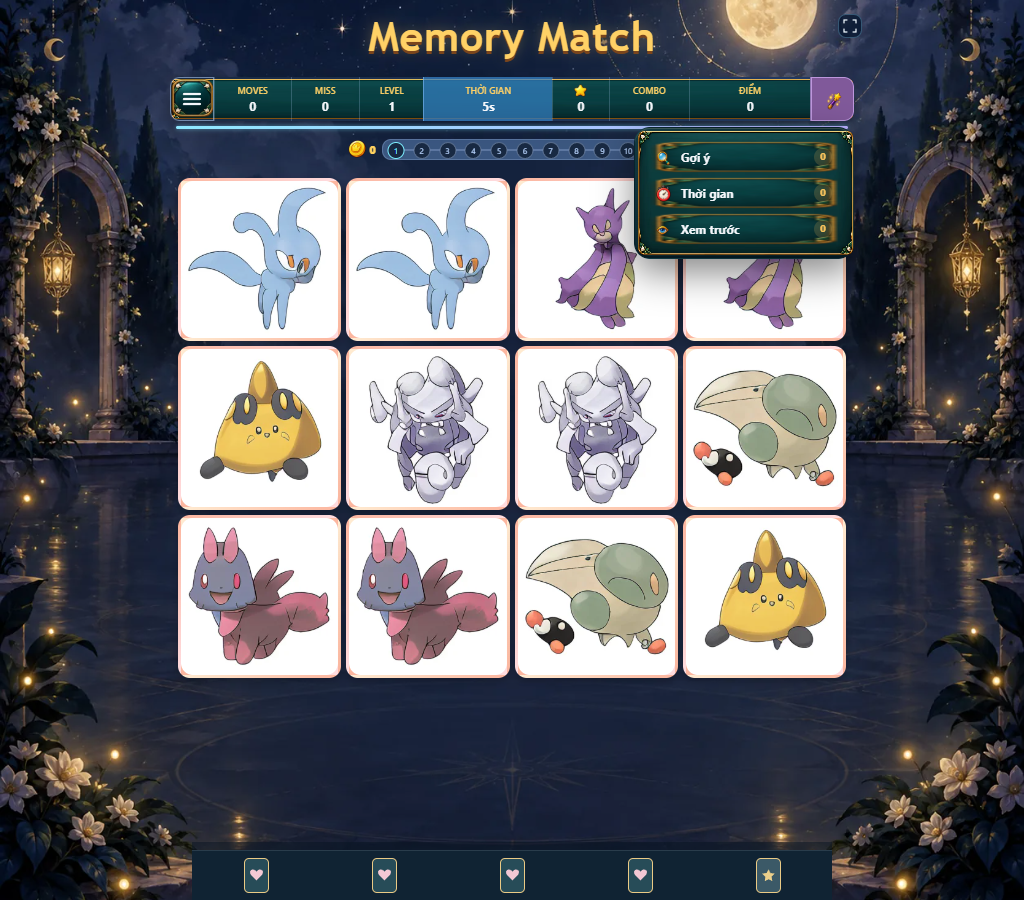 Memory Match
MOVES
0
MISS
0
LEVEL
1
THỜI GIAN
5s
0
COMBO
0
ĐIỂM
0
0
1 2 3 4 5 6 7 8 9 10
Gợi ý 0
Thời gian 0
Xem trước 0